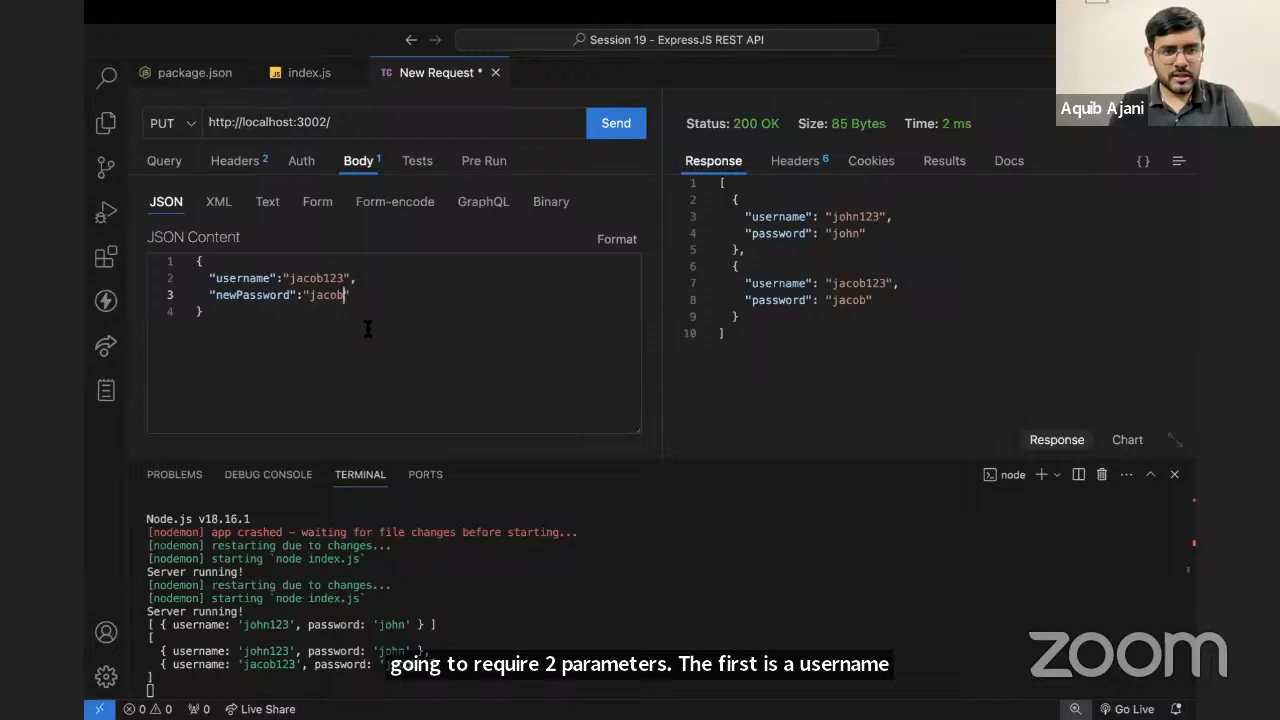 Session 19 - ExpressJS REST API
package.json
JS index.js
TC New Request *
Aquib Ajani
PUT http://localhost:3002/ Send
Status: 200 OK Size: 85 Bytes Time: 2 ms
Query Headers 2 Auth Body 1 Tests Pre Run
Response Headers 6 Cookies Results Docs { }
JSON XML Text Form Form-encode GraphQL Binary
JSON Content
Format
1 {
2 "username":"jacob123",
3 "newPassword":"jacob"
4 }
1 [
2 {
3 "username": "john123",
4 "password": "john"
5 },
6 {
7 "username": "jacob123",
8 "password": "jacob"
9 }
10 ]
Response Chart
PROBLEMS DEBUG CONSOLE TERMINAL PORTS
node
Node.js v18.16.1
[nodemon] app crashed - waiting for file changes before starting...
[nodemon] restarting due to changes...
[nodemon] starting `node index.js`
Server running!
[nodemon] restarting due to changes...
[nodemon] starting `node index.js`
Server running!
[ { username: 'john123', password: 'john' } ]
[
{ username: 'john123', password: 'john' },
{ username: 'jacob123', password:
]
going to require 2 parameters. The first is a username
zoom
0 0 0 Live Share
Go Live